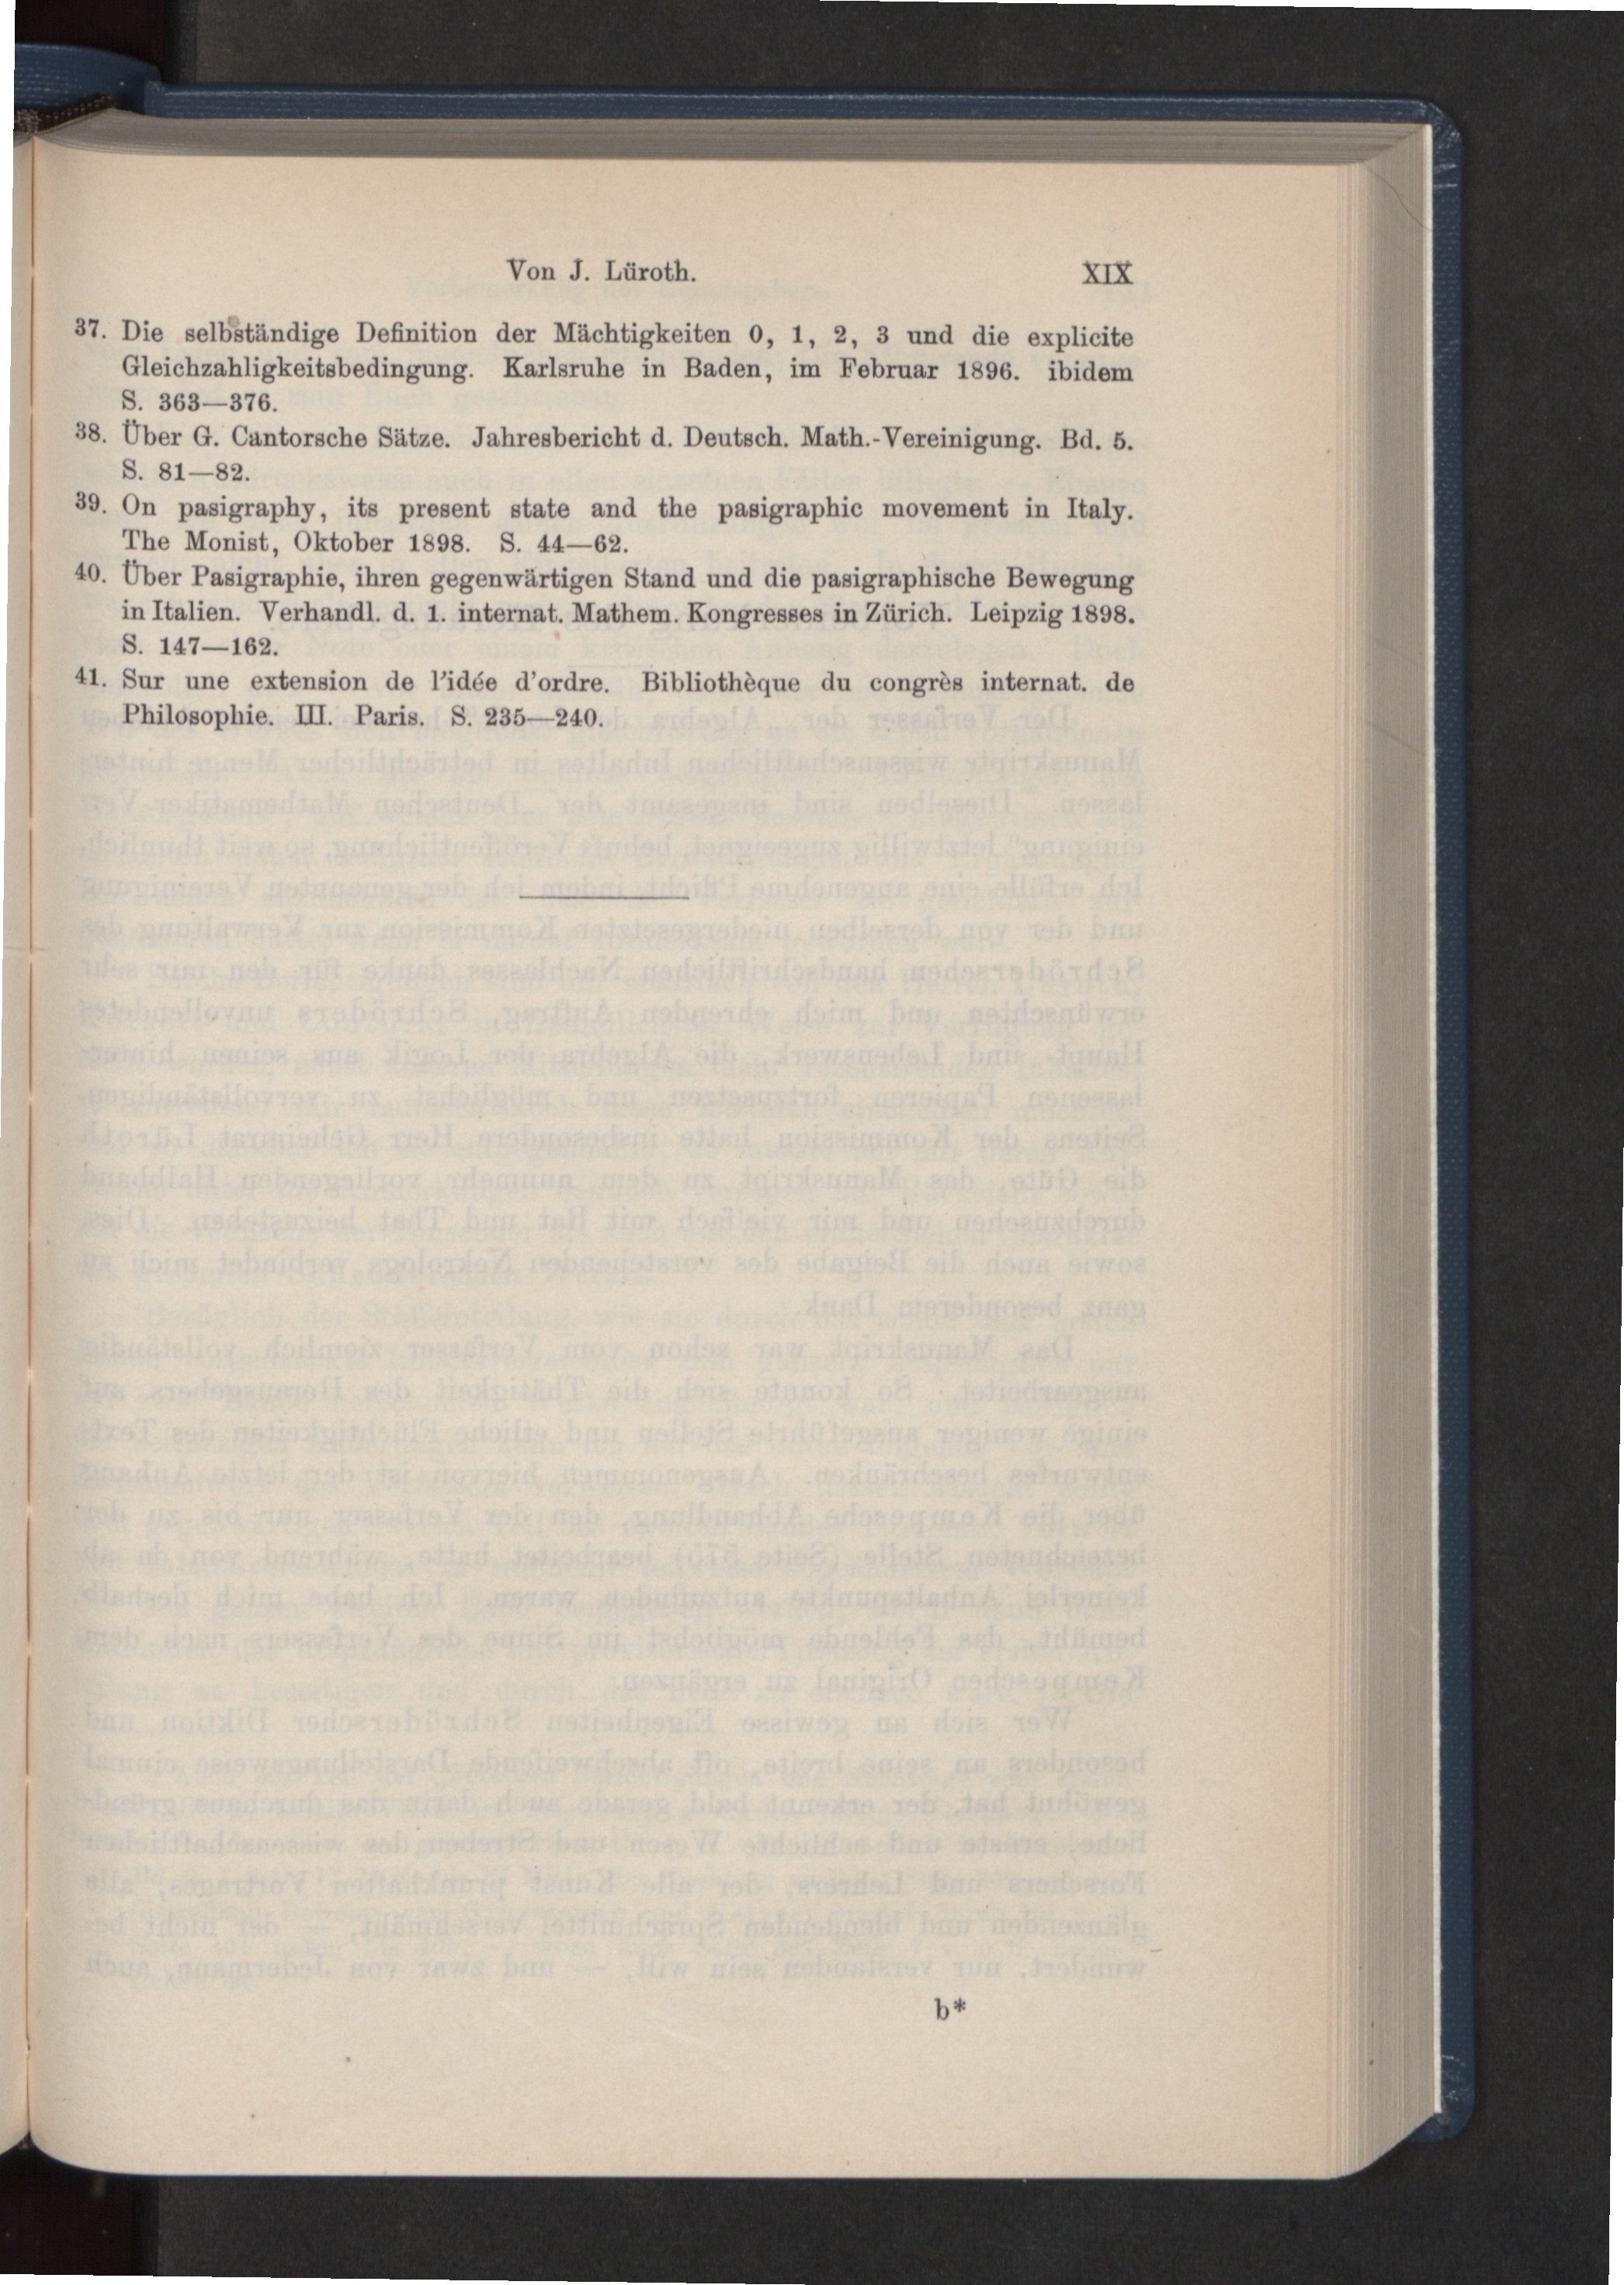 Von J. Lüroth.
XIX
37. Die selbständige Definition der Mächtigkeiten 0, 1, 2, 3 und die explicite
Gleichzahligkeitsbedingung. Karlsruhe in Baden, im Februar 1896. ibidem
S. 363—376.
38. Über G. Cantorsche Sätze. Jahresbericht d. Deutsch. Math.-Vereinigung. Bd. 5.
S. 81—82.
39. On pasigraphy, its present state and the pasigraphic movement in Italy.
The Monist, Oktober 1898. S. 44—62.
40. Über Pasigraphie, ihren gegenwärtigen Stand und die pasigraphische Bewegung
in Italien. Verhandl. d. 1. internat. Mathem. Kongresses in Zürich. Leipzig 1898.
S. 147—162.
41. Sur une extension de l'idée d'ordre. Bibliothèque du congrès internat. de
Philosophie. III. Paris. S. 235—240.
b*